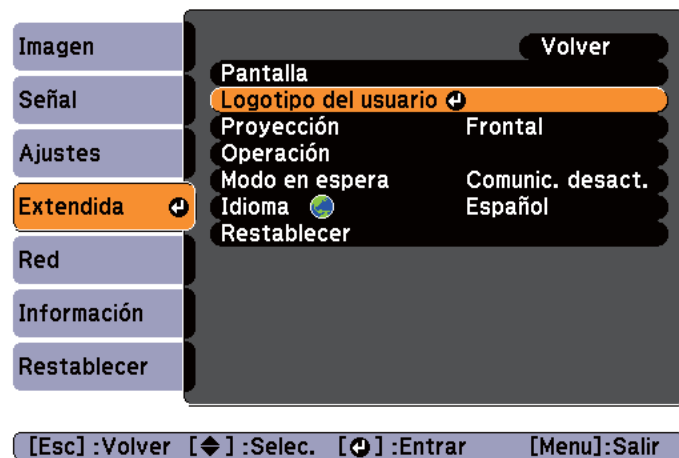 Imagen
Señal
Ajustes
Extendida
Red
Información
Restablecer
Volver
Pantalla
Logotipo del usuario
Proyección Frontal
Operación
Modo en espera Comunic. desact.
Idioma Español
Restablecer
[Esc] :Volver [◆] :Selec. [⏎] :Entrar [Menu]:Salir